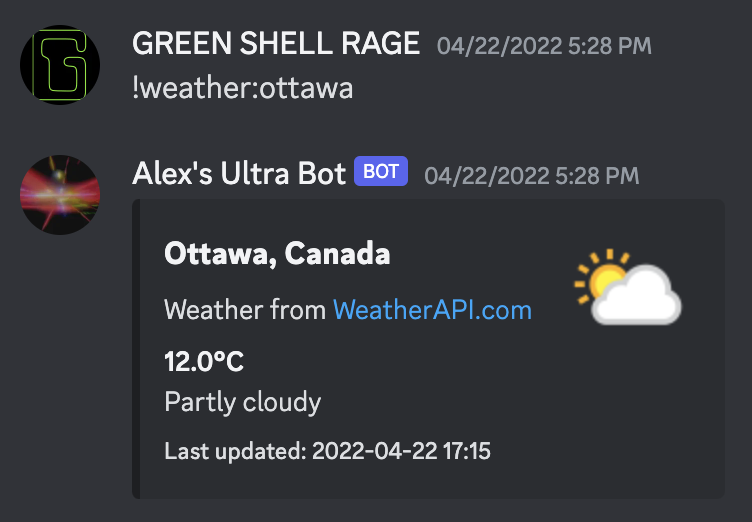 GREEN SHELL RAGE 04/22/2022 5:28 PM
!weather:ottawa
Alex's Ultra Bot BOT 04/22/2022 5:28 PM
Ottawa, Canada
Weather from WeatherAPI.com
12.0°C
Partly cloudy
Last updated: 2022-04-22 17:15